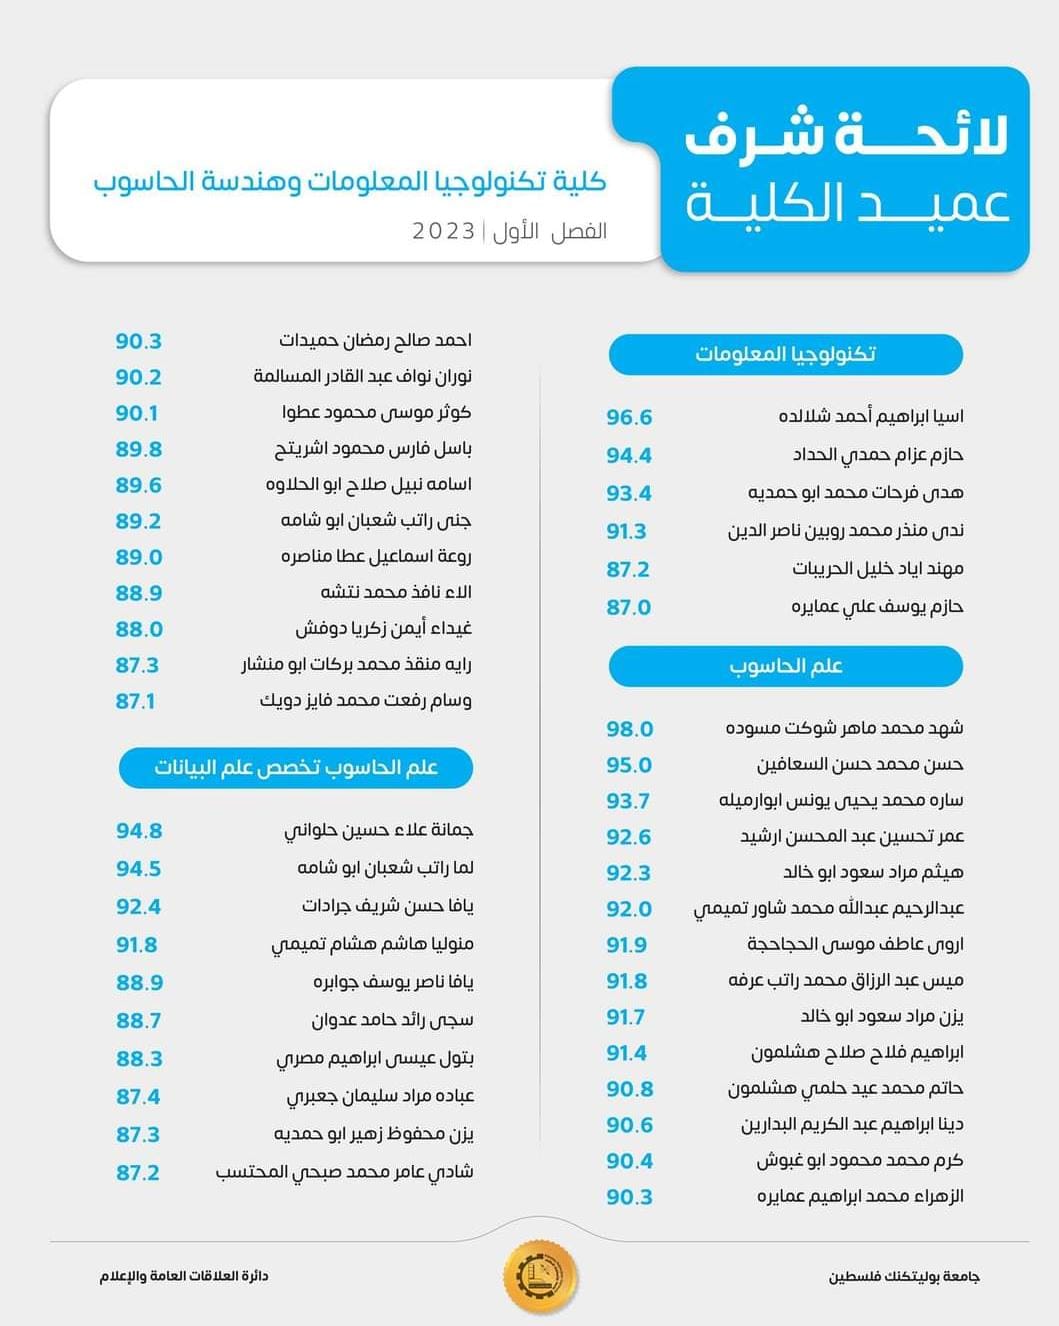 لائحة شرف
عميد الكلية
كلية تكنولوجيا المعلومات وهندسة الحاسوب
الفصل الأول | 2023
تكنولوجيا المعلومات
اسيا ابراهيم أحمد شلالده 96.6
حازم عزام حمدي الحداد 94.4
هدى فرحات محمد ابو حمديه 93.4
ندى منذر محمد روبين ناصر الدين 91.3
مهند اياد خليل الحريبات 87.2
حازم يوسف علي عمايره 87.0
علم الحاسوب
شهد محمد ماهر شوكت مسوده 98.0
حسن محمد حسن السعافين 95.0
ساره محمد يحيى يونس ابوارميله 93.7
عمر تحسين عبد المحسن ارشيد 92.6
هيثم مراد سعود ابو خالد 92.3
عبدالرحيم عبدالله محمد شاور تميمي 92.0
اروى عاطف موسى الحجاحجة 91.9
ميس عبد الرزاق محمد راتب عرفه 91.8
يزن مراد سعود ابو خالد 91.7
ابراهيم فلاح صلاح هشلمون 91.4
حاتم محمد عيد حلمي هشلمون 90.8
دينا ابراهيم عبد الكريم البدارين 90.6
كرم محمد محمود ابو غبوش 90.4
الزهراء محمد ابراهيم عمايره 90.3
احمد صالح رمضان حميدات 90.3
نوران نواف عبد القادر المسالمة 90.2
كوثر موسى محمود عطوا 90.1
باسل فارس محمود اشريتح 89.8
اسامه نبيل صلاح ابو الحلاوه 89.6
جنى راتب شعبان ابو شامه 89.2
روعة اسماعيل عطا مناصره 89.0
الاء نافذ محمد نتشه 88.9
غيداء أيمن زكريا دوفش 88.0
رايه منقذ محمد بركات ابو منشار 87.3
وسام رفعت محمد فايز دويك 87.1
علم الحاسوب تخصص علم البيانات
جمانة علاء حسين حلواني 94.8
لما راتب شعبان ابو شامه 94.5
يافا حسن شريف جرادات 92.4
منوليا هاشم هشام تميمي 91.8
يافا ناصر يوسف جوابره 88.9
سجى رائد حامد عدوان 88.7
بتول عيسى ابراهيم مصري 88.3
عباده مراد سليمان جعبري 87.4
يزن محفوظ زهير ابو حمديه 87.3
شادي عامر محمد صبحي المحتسب 87.2
جامعة بوليتكنك فلسطين
دائرة العلاقات العامة والإعلام